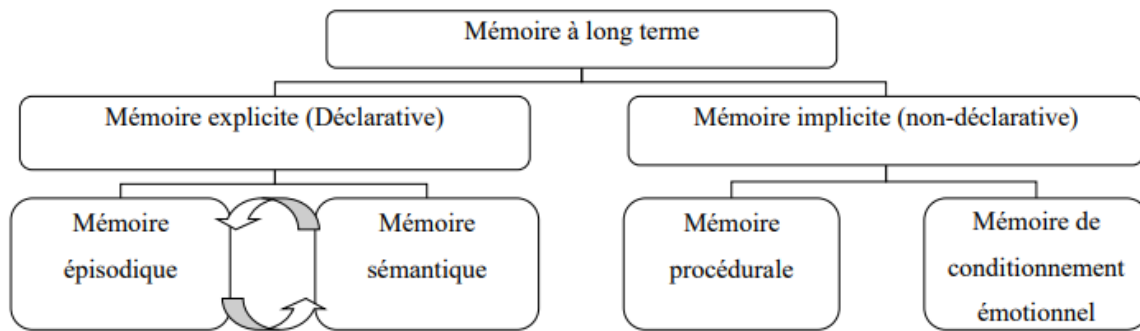 Mémoire à long terme
Mémoire explicite (Déclarative)
Mémoire implicite (non-déclarative)
Mémoire
épisodique
Mémoire
sémantique
Mémoire
procédurale
Mémoire de
conditionnement
émotionnel